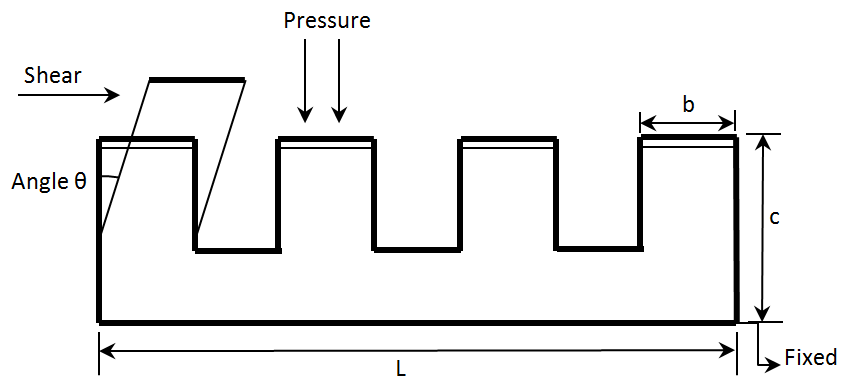 Pressure
Shear
b
Angle θ
c
Fixed
L